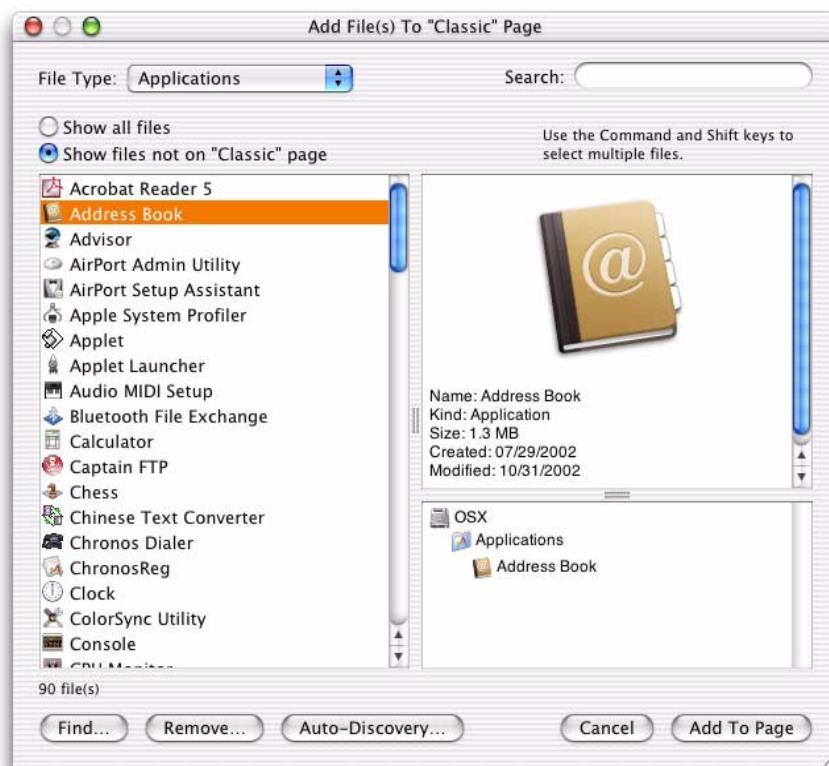 Add File(s) To "Classic" Page
File Type: Applications
Search:
Show all files
Show files not on "Classic" page
Use the Command and Shift keys to
select multiple files.
Acrobat Reader 5
Address Book
Advisor
AirPort Admin Utility
AirPort Setup Assistant
Apple System Profiler
Applet
Applet Launcher
Audio MIDI Setup
Bluetooth File Exchange
Calculator
Captain FTP
Chess
Chinese Text Converter
Chronos Dialer
ChronosReg
Clock
ColorSync Utility
Console
CPU Monitor
@
Name: Address Book
Kind: Application
Size: 1.3 MB
Created: 07/29/2002
Modified: 10/31/2002
OSX
Applications
Address Book
90 file(s)
Find... Remove... Auto-Discovery... Cancel Add To Page